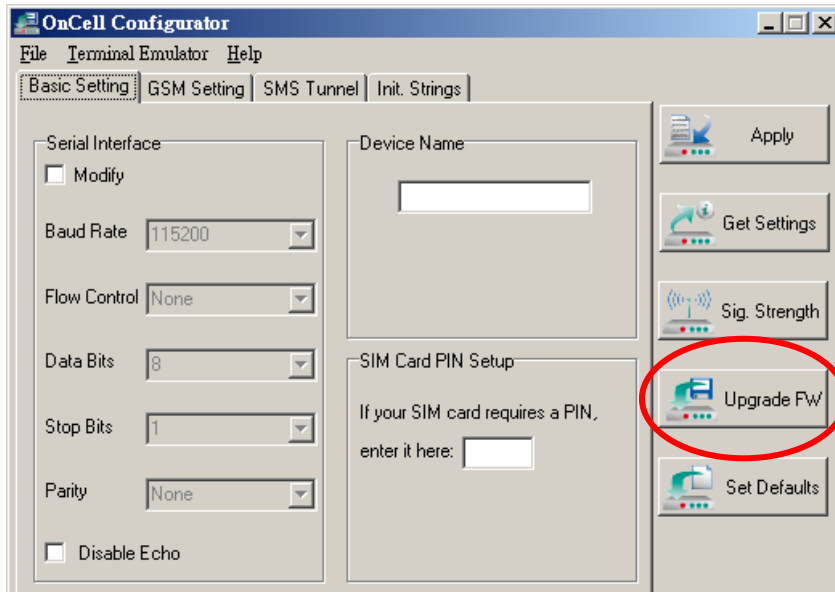 OnCell Configurator
File Terminal Emulator Help
Basic Setting GSM Setting SMS Tunnel Init. Strings
Serial Interface
Modify
Baud Rate 115200
Flow Control None
Data Bits 8
Stop Bits 1
Parity None
Disable Echo
Device Name
SIM Card PIN Setup
If your SIM card requires a PIN,
enter it here:
Apply
Get Settings
Sig. Strength
Upgrade FW
Set Defaults